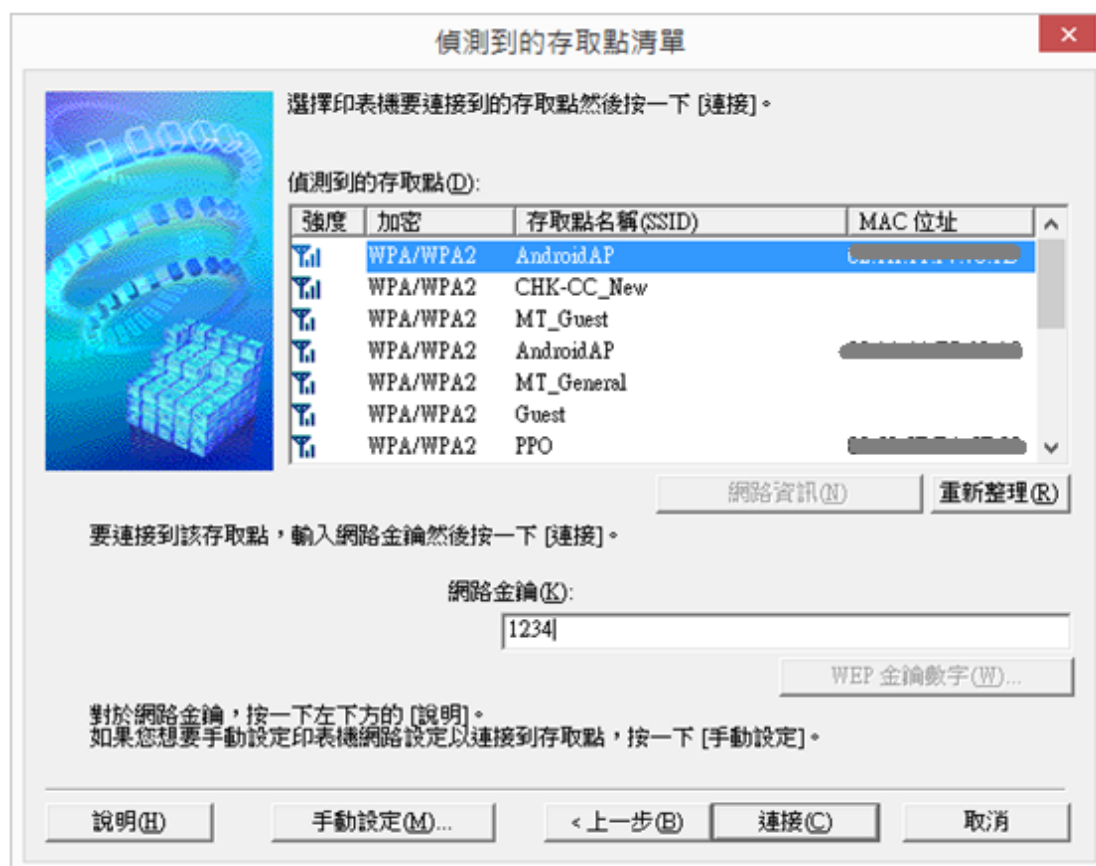 偵測到的存取點清單
選擇印表機要連接到的存取點然後按一下 [連接]。
偵測到的存取點(D):
強度 加密 存取點名稱(SSID) MAC 位址
WPA/WPA2 AndroidAP
WPA/WPA2 CHK-CC_New
WPA/WPA2 MT_Guest
WPA/WPA2 AndroidAP
WPA/WPA2 MT_General
WPA/WPA2 Guest
WPA/WPA2 PPO
網路資訊(N) 重新整理(R)
要連接到該存取點，輸入網路金鑰然後按一下 [連接]。
網路金鑰(K):
1234
WEP 金鑰數字(W)...
對於網路金鑰，按一下左下方的 [說明]。
如果您想要手動設定印表機網路設定以連接到存取點，按一下 [手動設定]。
說明(H) 手動設定(M)... <上一步(B) 連接(C) 取消